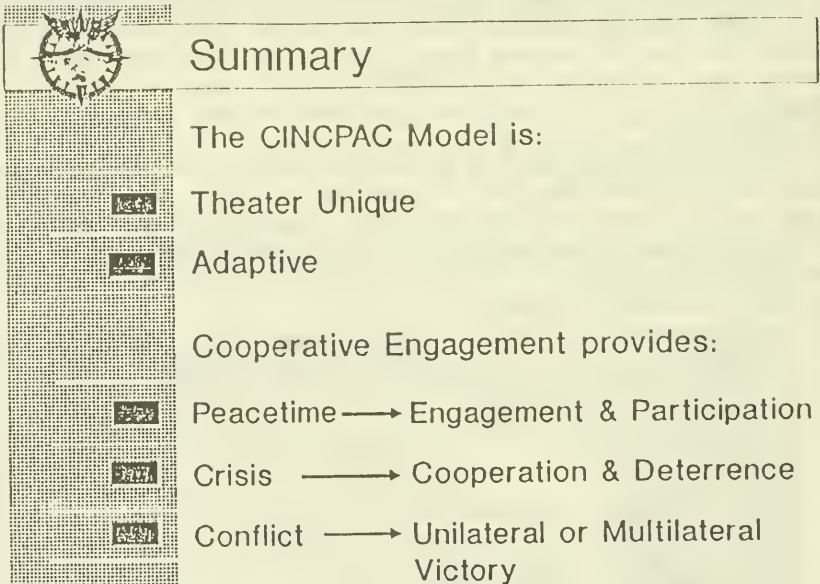 Summary
The CINCPAC Model is:
Theater Unique
Adaptive
Cooperative Engagement provides:
Peacetime → Engagement & Participation
Crisis → Cooperation & Deterrence
Conflict → Unilateral or Multilateral
Victory